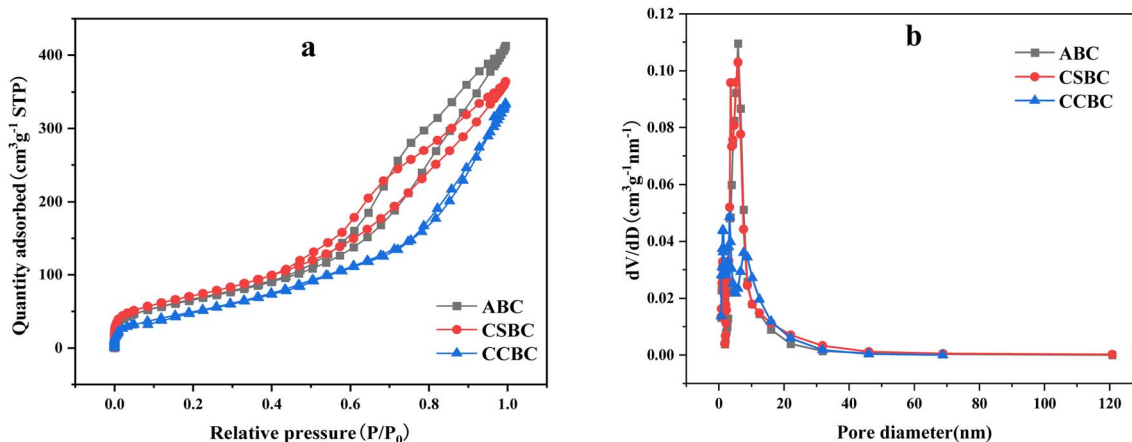 a
Quantity adsorbed (cm³g⁻¹ STP)
400
300
200
100
0
0.0 0.2 0.4 0.6 0.8 1.0
Relative pressure (P/P₀)
ABC
CSBC
CCBC
b
dV/dD (cm³g⁻¹nm⁻¹)
0.12
0.10
0.08
0.06
0.04
0.02
0.00
0 20 40 60 80 100 120
Pore diameter(nm)
ABC
CSBC
CCBC